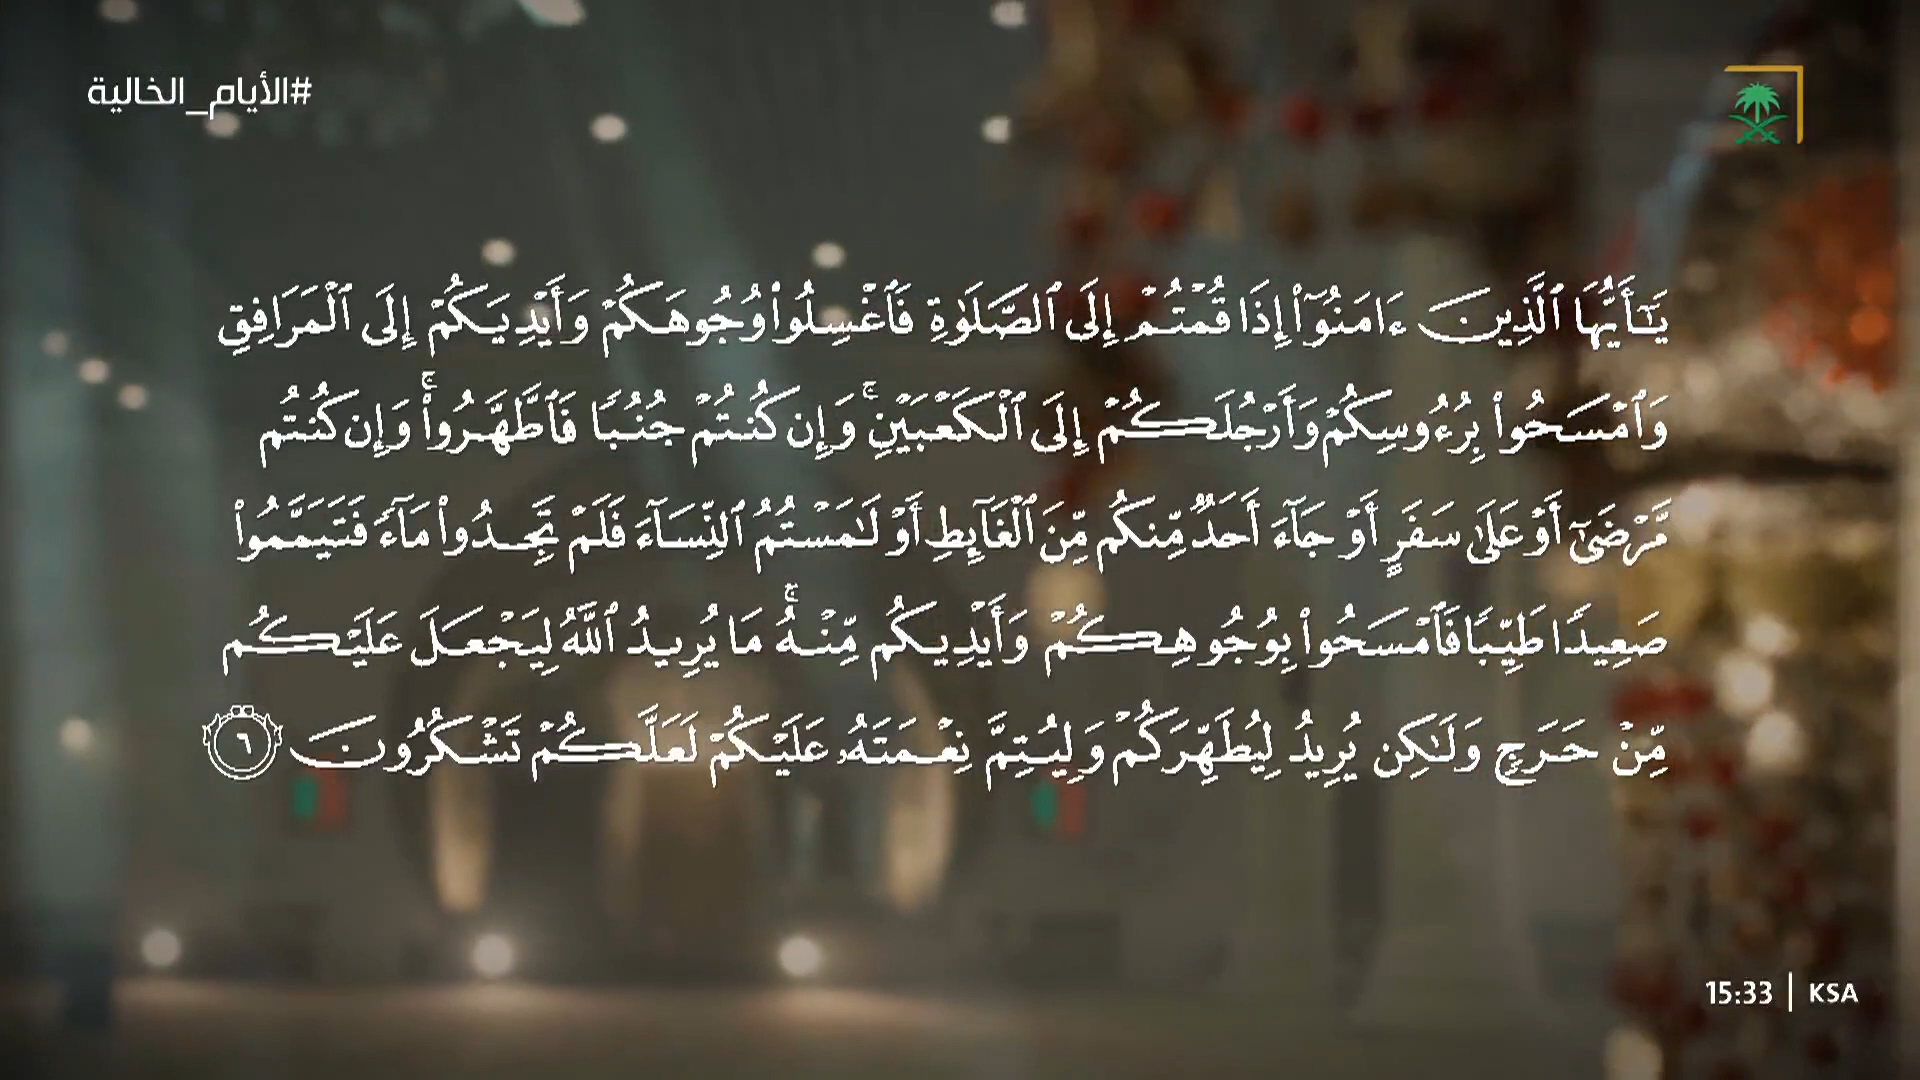 #الأيام_الخالية
يَـٰٓأَيُّهَا ٱلَّذِينَ ءَامَنُوٓا۟ إِذَا قُمْتُمْ إِلَى ٱلصَّلَوٰةِ فَٱغْسِلُوا۟ وُجُوهَكُمْ وَأَيْدِيَكُمْ إِلَى ٱلْمَرَافِقِ
وَٱمْسَحُوا۟ بِرُءُوسِكُمْ وَأَرْجُلَكُمْ إِلَى ٱلْكَعْبَيْنِ ۚ وَإِن كُنتُمْ جُنُبًا فَٱطَّهَّرُوا۟ ۚ وَإِن كُنتُم
مَّرْضَىٰٓ أَوْ عَلَىٰ سَفَرٍ أَوْ جَآءَ أَحَدٌ مِّنكُم مِّنَ ٱلْغَآئِطِ أَوْ لَـٰمَسْتُمُ ٱلنِّسَآءَ فَلَمْ تَجِدُوا۟ مَآءً فَتَيَمَّمُوا۟
صَعِيدًا طَيِّبًا فَٱمْسَحُوا۟ بِوُجُوهِكُمْ وَأَيْدِيكُم مِّنْهُ ۚ مَا يُرِيدُ ٱللَّهُ لِيَجْعَلَ عَلَيْكُم
مِّنْ حَرَجٍ وَلَـٰكِن يُرِيدُ لِيُطَهِّرَكُمْ وَلِيُتِمَّ نِعْمَتَهُۥ عَلَيْكُمْ لَعَلَّكُمْ تَشْكُرُونَ ٦
15:33 | KSA